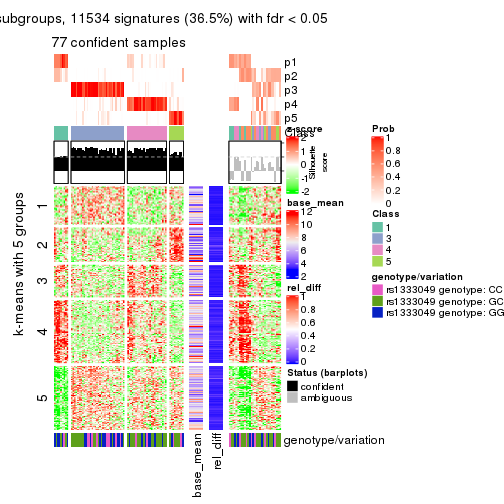 subgroups, 11534 signatures (36.5%) with fdr < 0.05
77 confident samples
p1
p2
p3
p4
p5
Class
Silhouette
score
k-means with 5 groups
1
2
3
4
5
base_mean
rel_diff
genotype/variation
z-score
2
1
0
-1
-2
base_mean
12
10
8
6
4
2
rel_diff
1
0.8
0.6
0.4
0.2
0
Status (barplots)
confident
ambiguous
Prob
1
0.8
0.6
0.4
0.2
0
Class
1
3
4
5
genotype/variation
rs1333049 genotype: CC
rs1333049 genotype: GC
rs1333049 genotype: GG